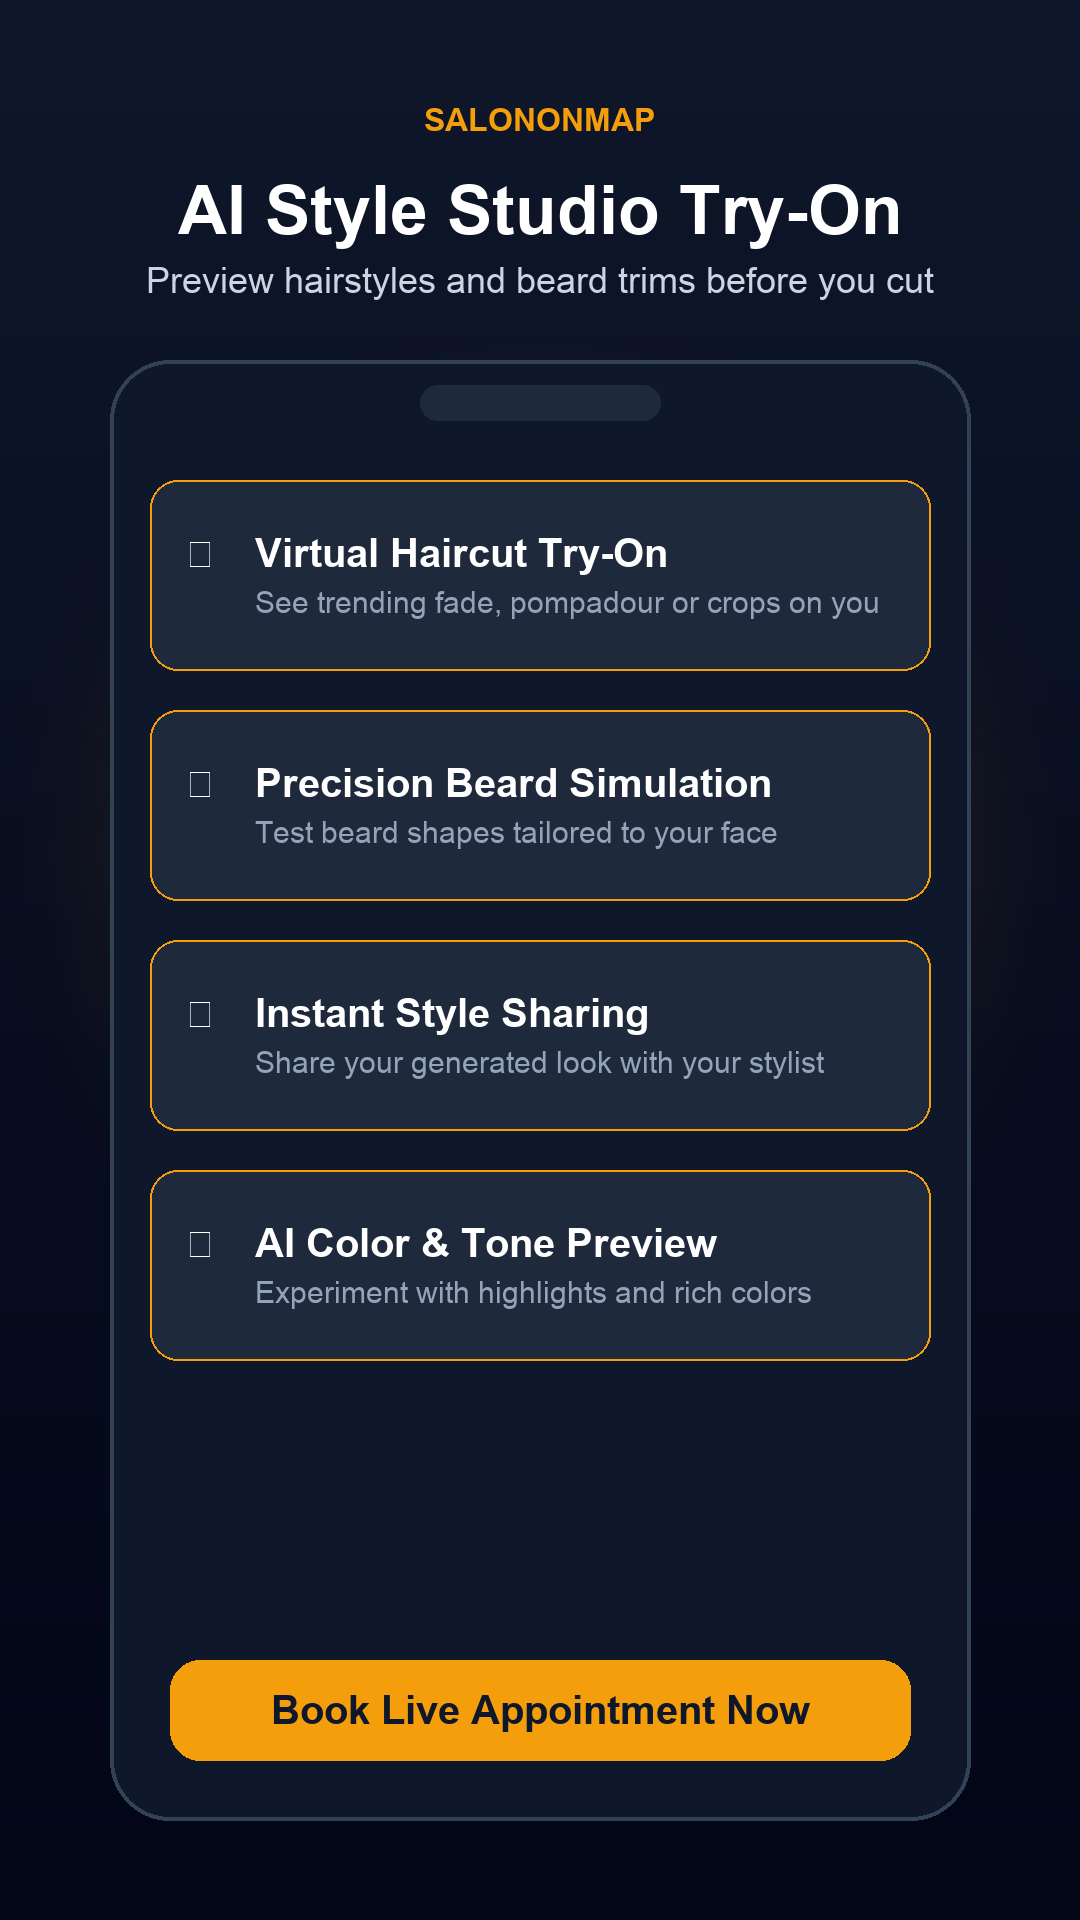 SALONONMAP
AI Style Studio Try-On
Preview hairstyles and beard trims before you cut
Virtual Haircut Try-On
See trending fade, pompadour or crops on you
Precision Beard Simulation
Test beard shapes tailored to your face
Instant Style Sharing
Share your generated look with your stylist
AI Color & Tone Preview
Experiment with highlights and rich colors
Book Live Appointment Now